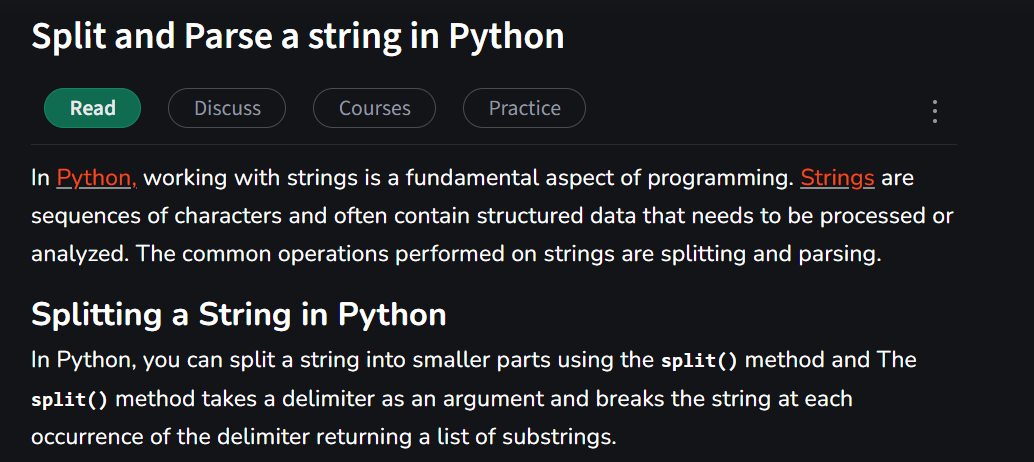 Split and Parse a string in Python
Read Discuss Courses Practice
In Python, working with strings is a fundamental aspect of programming. Strings are
sequences of characters and often contain structured data that needs to be processed or
analyzed. The common operations performed on strings are splitting and parsing.
Splitting a String in Python
In Python, you can split a string into smaller parts using the split() method and The
split() method takes a delimiter as an argument and breaks the string at each
occurrence of the delimiter returning a list of substrings.